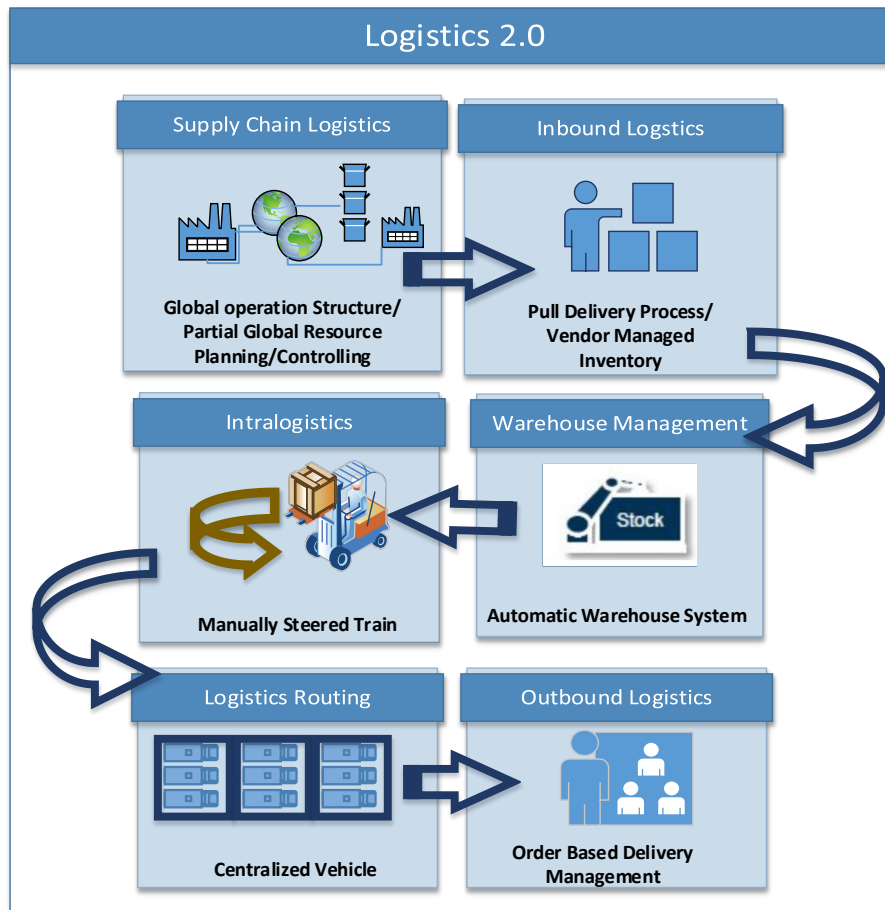 Logistics 2.0
Supply Chain Logistics
Global operation Structure/
Partial Global Resource
Planning/Controlling
Inbound Logstics
Pull Delivery Process/
Vendor Managed
Inventory
Warehouse Management
Stock
Automatic Warehouse System
Intralogistics
Manually Steered Train
Logistics Routing
Centralized Vehicle
Outbound Logistics
Order Based Delivery
Management